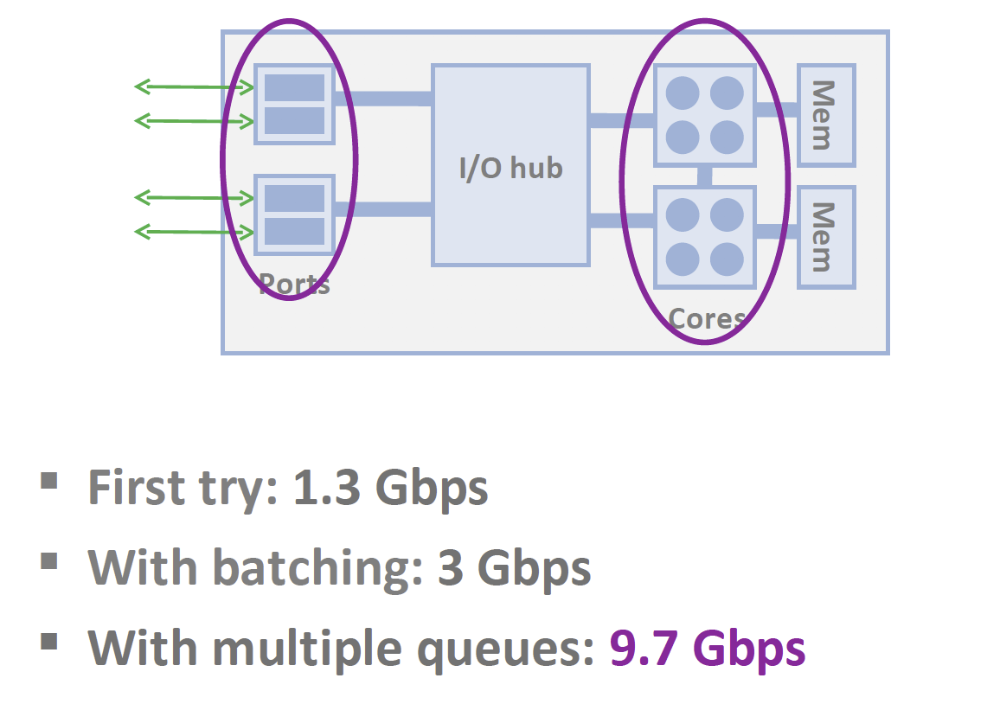 I/O hub
Mem
Mem
Ports
Cores
▪ First try: 1.3 Gbps
▪ With batching: 3 Gbps
▪ With multiple queues: 9.7 Gbps